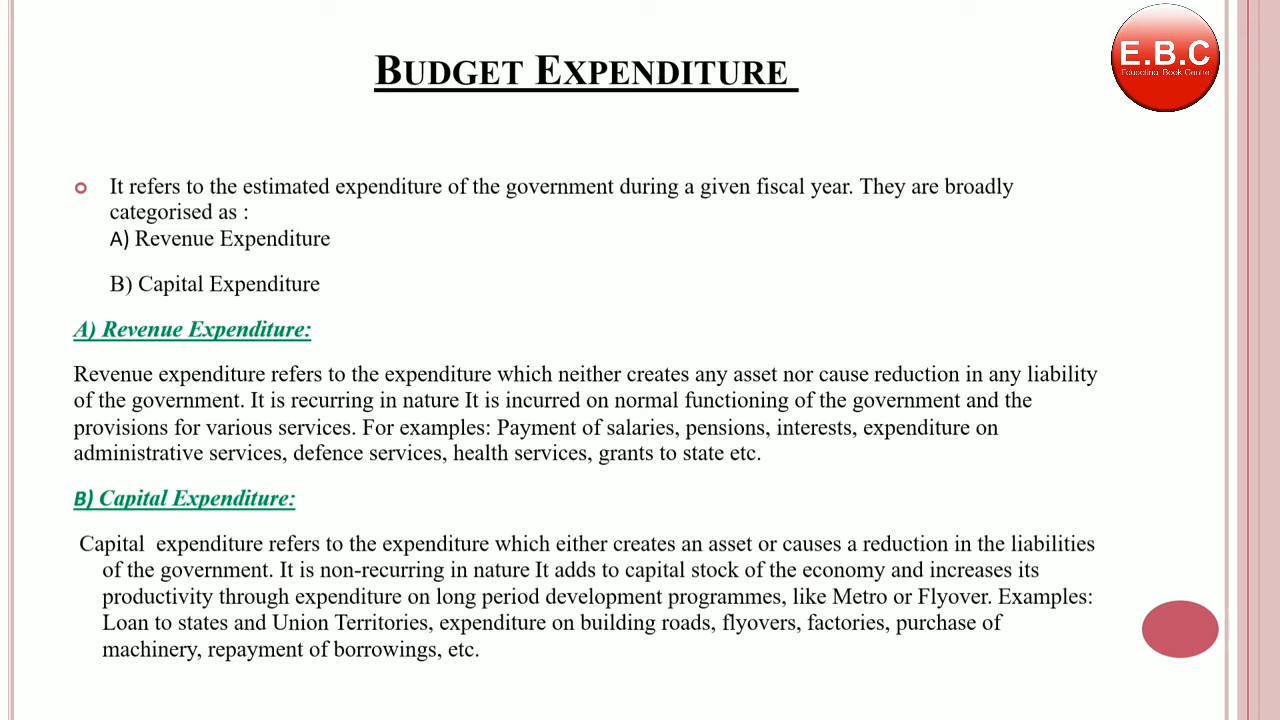 BUDGET EXPENDITURE
E.B.C
Educational Book Centre
It refers to the estimated expenditure of the government during a given fiscal year. They are broadly
categorised as :
A) Revenue Expenditure
B) Capital Expenditure
A) Revenue Expenditure:
Revenue expenditure refers to the expenditure which neither creates any asset nor cause reduction in any liability
of the government. It is recurring in nature It is incurred on normal functioning of the government and the
provisions for various services. For examples: Payment of salaries, pensions, interests, expenditure on
administrative services, defence services, health services, grants to state etc.
B) Capital Expenditure:
Capital expenditure refers to the expenditure which either creates an asset or causes a reduction in the liabilities
of the government. It is non-recurring in nature It adds to capital stock of the economy and increases its
productivity through expenditure on long period development programmes, like Metro or Flyover. Examples:
Loan to states and Union Territories, expenditure on building roads, flyovers, factories, purchase of
machinery, repayment of borrowings, etc.